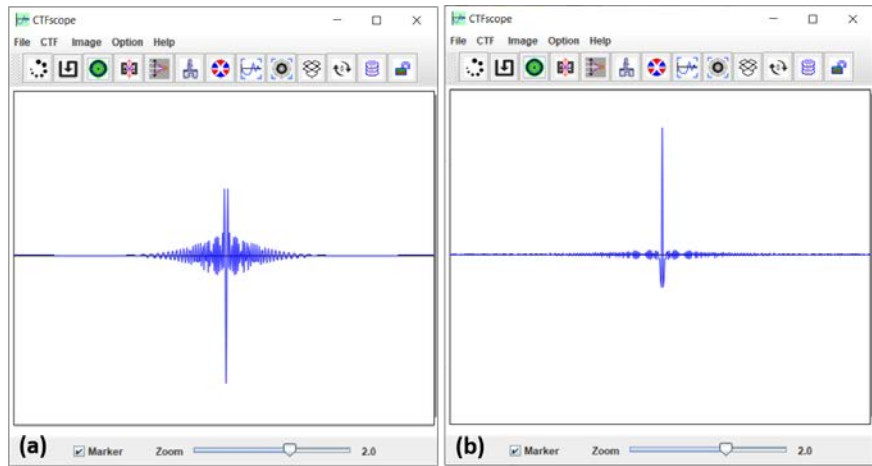 CTFscope
File CTF Image Option Help
(a)
Marker Zoom 2.0
CTFscope
File CTF Image Option Help
(b)
Marker Zoom 2.0